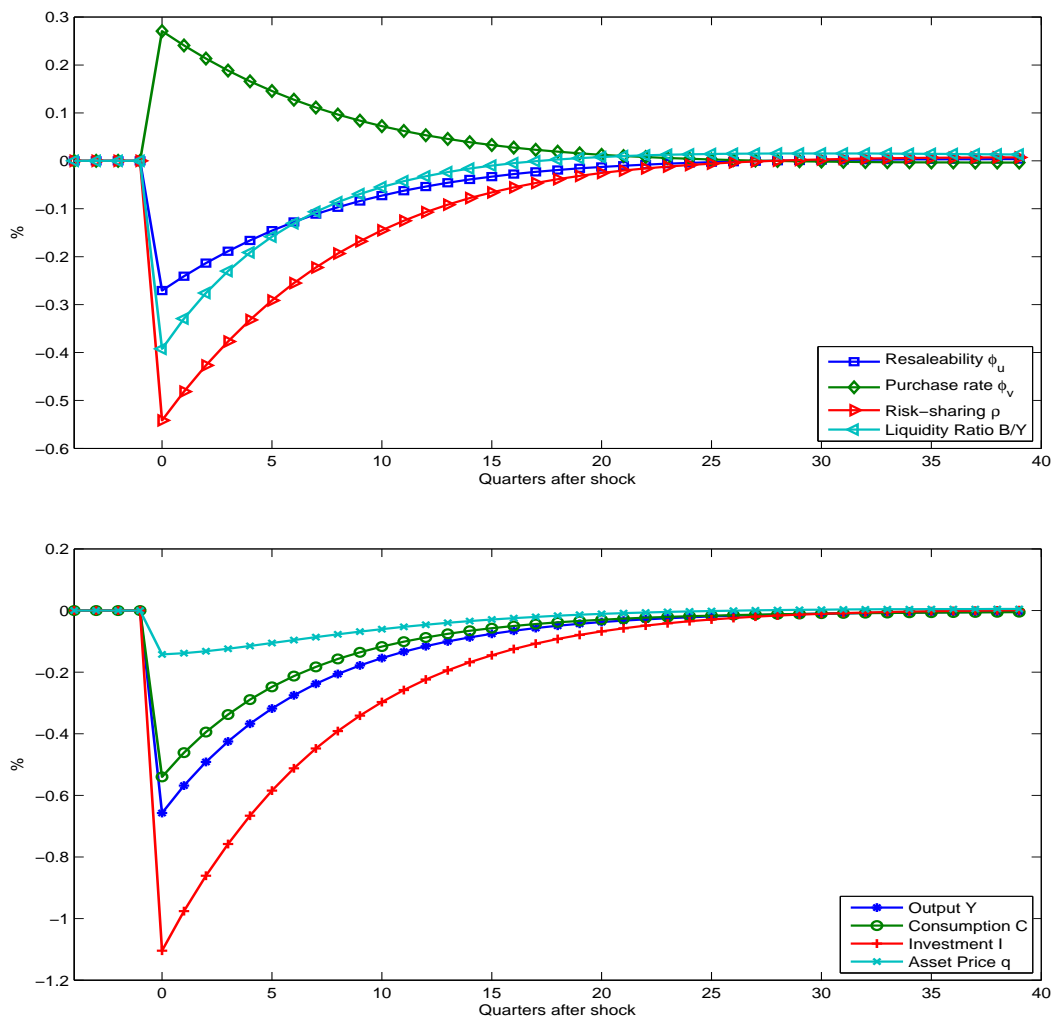 0.3
0.2
0.1
0
−0.1
−0.2
−0.3
−0.4
−0.5
−0.6
%
0 5 10 15 20 25 30 35 40
Quarters after shock
Resaleability ϕ_u
Purchase rate ϕ_v
Risk−sharing ρ
Liquidity Ratio B/Y
0.2
0
−0.2
−0.4
−0.6
−0.8
−1
−1.2
%
0 5 10 15 20 25 30 35 40
Quarters after shock
Output Y
Consumption C
Investment I
Asset Price q